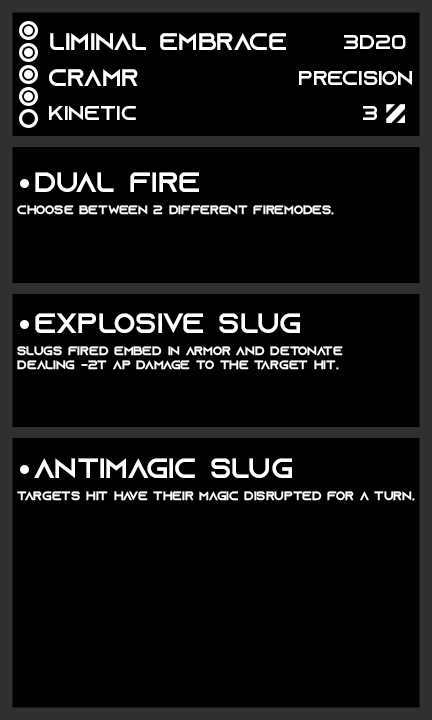 LIMINAL EMBRACE 3D20
CRAMR PRECISION
KINETIC 3
•DUAL FIRE
CHOOSE BETWEEN 2 DIFFERENT FIREMODES.
•EXPLOSIVE SLUG
SLUGS FIRED EMBED IN ARMOR AND DETONATE
DEALING -2T AP DAMAGE TO THE TARGET HIT.
•ANTIMAGIC SLUG
TARGETS HIT HAVE THEIR MAGIC DISRUPTED FOR A TURN.